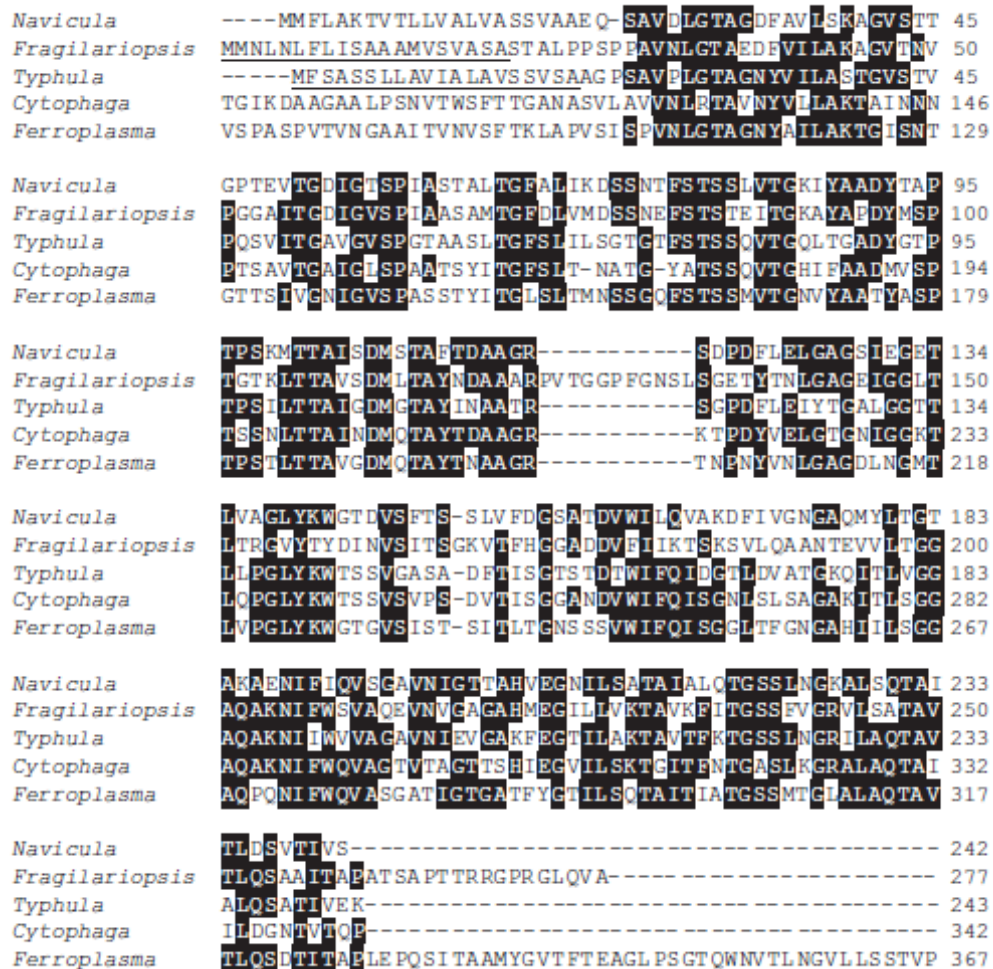 Navicula ----MMFLAKTVTLLVALVASSVAAEQ-SAVDLGTAGDFAVLSKAGVSTT 45
Fragilariopsis MMNLNLFLISAAAMVSVASASTALPPSPPAVNLGTAEDFVILAKAGVTNV 50
Typhula -----MFSASSLLAVIALAVSSVSAAGPSAVPLGTAGNYVILASTGVSTV 45
Cytophaga TGIKDAAGAALPSNVTWSFTTGANASVLAVVNLRTAVNYVLLAKTAINNN 146
Ferroplasma VSPASPVTVNGAAITVNVSFTKLAPVSISPVNLGTAGNYAILAKTGISNT 129
Navicula GPTEVTGDIGTSPIASTALTGFALIKDSSNTFSTSSLVTGKIYAADYTAP 95
Fragilariopsis PGGAITGDIGVSPIAASAMTGFDLVMDSSNEFSTSTEITGKAYAPDYMSP 100
Typhula PQSVITGAVGVSPGTAASLTGFSLILSGTGTFSTSSQVTGQLTGADYGTP 95
Cytophaga PTSAVTGAIGLSPAATSYITGFSLT-NATG-YATSSQVTGHIFAADMVSP 194
Ferroplasma GTTSIVGNIGVSPASSTYITGLSLTMNSSGQFSTSSMVTGNVYAATYASP 179
Navicula TPSKMTTAISDMSTAFTDAAGR----------SDPDFLELGAGSIEGET 134
Fragilariopsis TGTKLTTAVSDMLTAYNDAAARPVTGGPFGNSLSGETYTNLGAGEIGGLT 150
Typhula TPSILTTAIGDMGTAYINAATR-----------SGPDFLEIYTGALGGTT 134
Cytophaga TSSNLTTAINDMQTAYTDAAGR-----------KTPDYVELGTGNIGGKT 233
Ferroplasma TPSTLTTAVGDMQTAYTNAAGR-----------TNPNYVNLGAGDLNGMT 218
Navicula LVAGLYKWGTDVSFTS-SLVFDGSATDVWILQVAKDFIVGNGAQMYLTGT 183
Fragilariopsis LTRGVYTYDINVSITSGKVTFHGGADDVFIIKTSKSVLQAANTEVVLTGG 200
Typhula LLPGLYKWTSSVGASA-DFTISGTSTDTWIFQIDGTLDVATGKQITLVGG 183
Cytophaga LQPGLYKWTSSVSVPS-DVTISGGANDVWIFQISGNLSLSAGAKITLSGG 282
Ferroplasma LVPGLYKWGTGVSIST-SITLTGNSSSVWIFQISGGLTFGNGAHIILSGG 267
Navicula AKAENIFIQVSGAVNIGTTAHVEGNILSATAIALQTGSSLNGKALSQTAI 233
Fragilariopsis AQAKNIFWSVAQEVNVGAGAHMEGILLVKTAVKFITGSSFVGRVLSATAV 250
Typhula AQAKNIIWVVAGAVNIEVGAKFEGTILAKTAVTFKTGSSLNGRILAQTAV 233
Cytophaga AQAKNIFWQVAGTVTAGTTSHIEGVILSKTGITFNTGASLKGRALAQTAI 332
Ferroplasma AQPQNIFWQVASGATIGTGATFYGTILSQTAITIATGSSMTGLALAQTAV 317
Navicula TLDSVTIVS----------------------------------------- 242
Fragilariopsis TLQSAAITAPATSAPTTRRGPRGLQVA----------------------- 277
Typhula ALQSATIVEK---------------------------------------- 243
Cytophaga ILDGNTVTQP---------------------------------------- 342
Ferroplasma TLQSDTITAPLEPQSITAAMYGVTFTEAGLPSGTQWNVTLNGVLLSSTVP 367